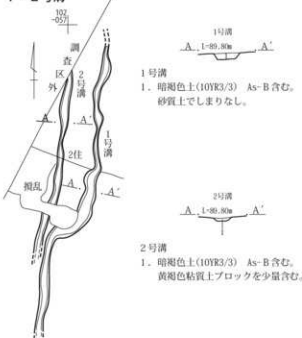 102
-057
調査区外
2号溝
1号溝
A
A′
2住
攪乱
A
A′
1号溝
A L=89.80m A′
1号溝
1. 暗褐色土(10YR3/3) As-B含む。
砂質土でしまりなし。
2号溝
A L=89.80m A′
2号溝
1. 暗褐色土(10YR3/3) As-B含む。
黄褐色粘質土ブロックを少量含む。